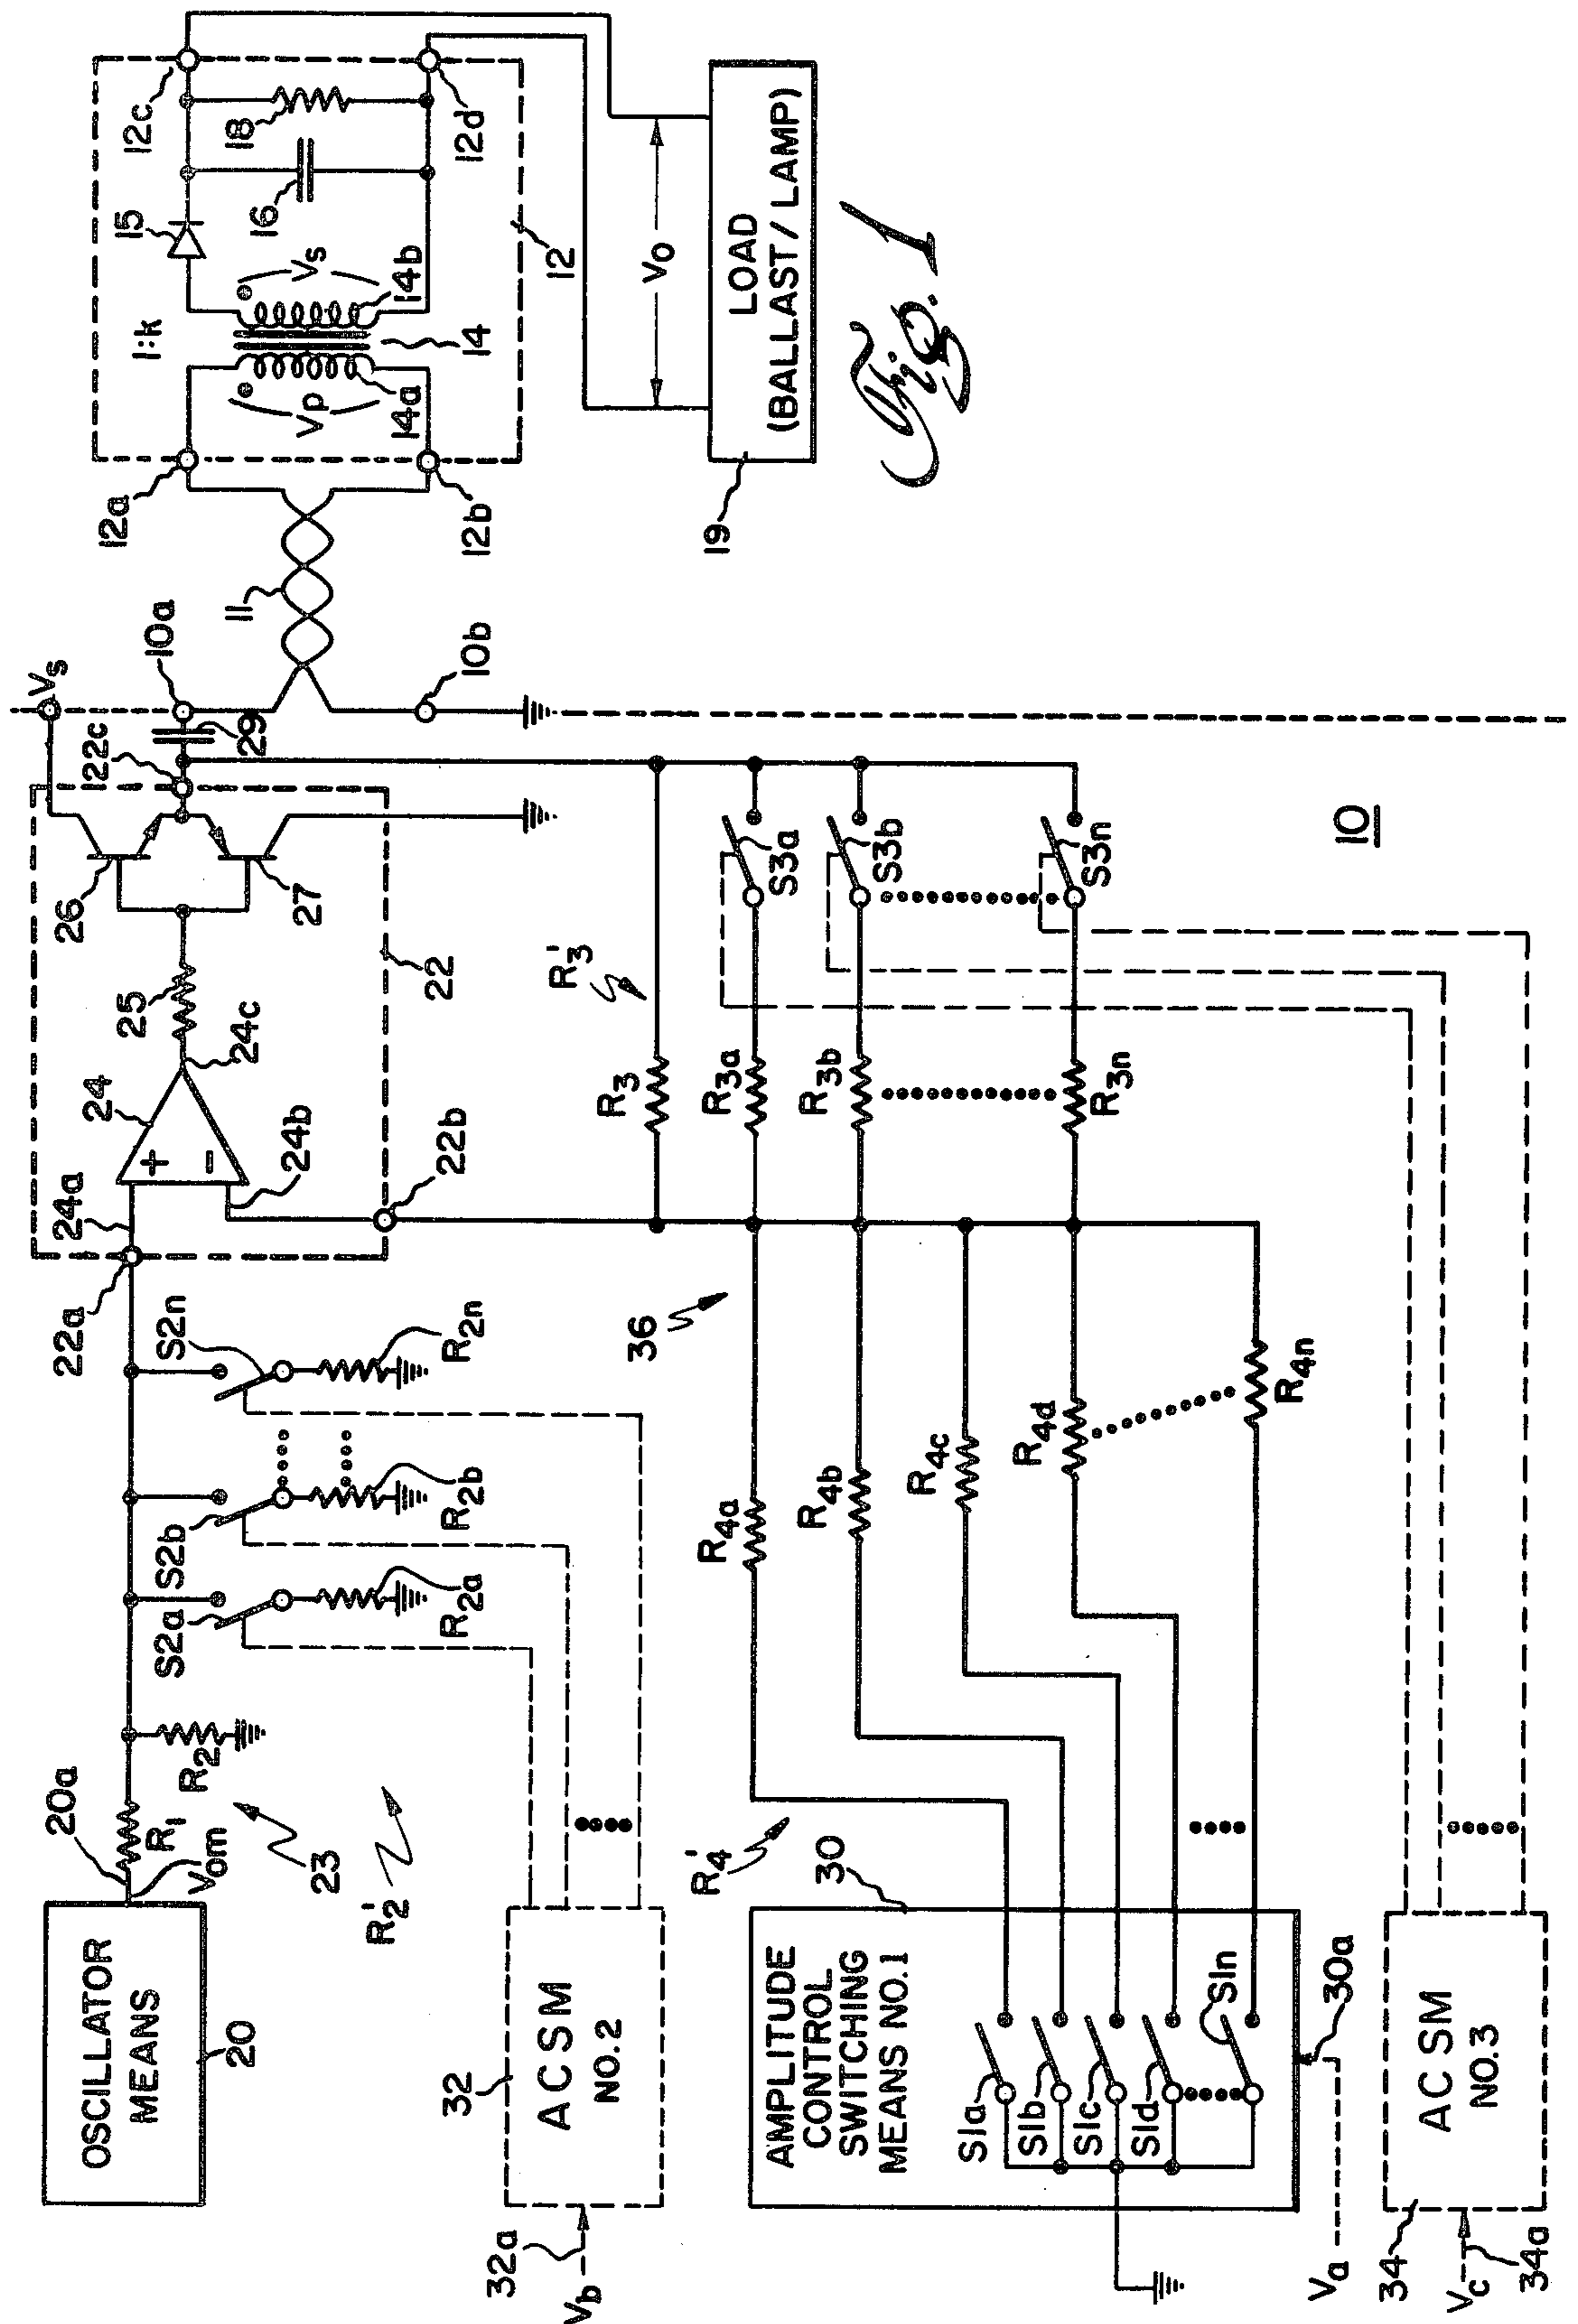 OSCILLATOR
MEANS
20
20a
Vom
R1
23
R2
R'2
S2a
R2a
S2b
R2b
S2n
R2n
22a
24a
24
24b
22b
24c
25
22
26
27
122c
29
Vs
10a
10b
11
12a
12b
1:k
Vp
14a
14
Vs
14b
15
16
18
12
12c
12d
Vo
19
LOAD
(BALLAST/LAMP)
Fig. 1
32
ACSM
NO.2
32a
Vb
R3
R'3
R3a
S3a
R3b
S3b
R3n
S3n
36
R4a
R4b
R4c
R4d
R4n
R'4
30
AMPLITUDE
CONTROL
SWITCHING
MEANS NO.1
S1a
S1b
S1c
S1d
S1n
30a
Va
34
ACSM
NO.3
Vc
34a
10